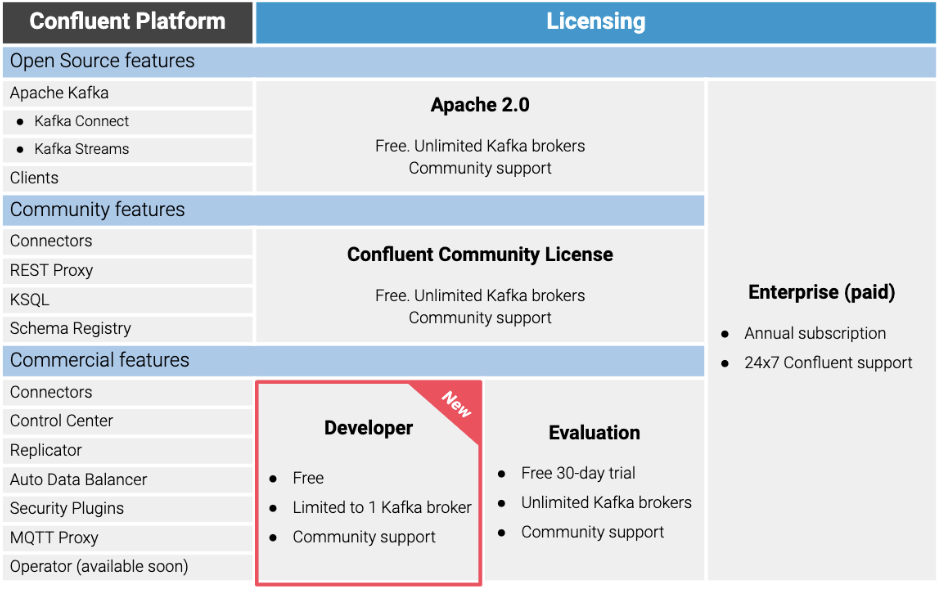 Confluent Platform
Licensing
Open Source features
Apache Kafka
● Kafka Connect
● Kafka Streams
Clients
Apache 2.0
Free. Unlimited Kafka brokers
Community support
Community features
Connectors
REST Proxy
KSQL
Schema Registry
Confluent Community License
Free. Unlimited Kafka brokers
Community support
Commercial features
Connectors
Control Center
Replicator
Auto Data Balancer
Security Plugins
MQTT Proxy
Operator (available soon)
New
Developer
● Free
● Limited to 1 Kafka broker
● Community support
Evaluation
● Free 30-day trial
● Unlimited Kafka brokers
● Community support
Enterprise (paid)
● Annual subscription
● 24x7 Confluent support